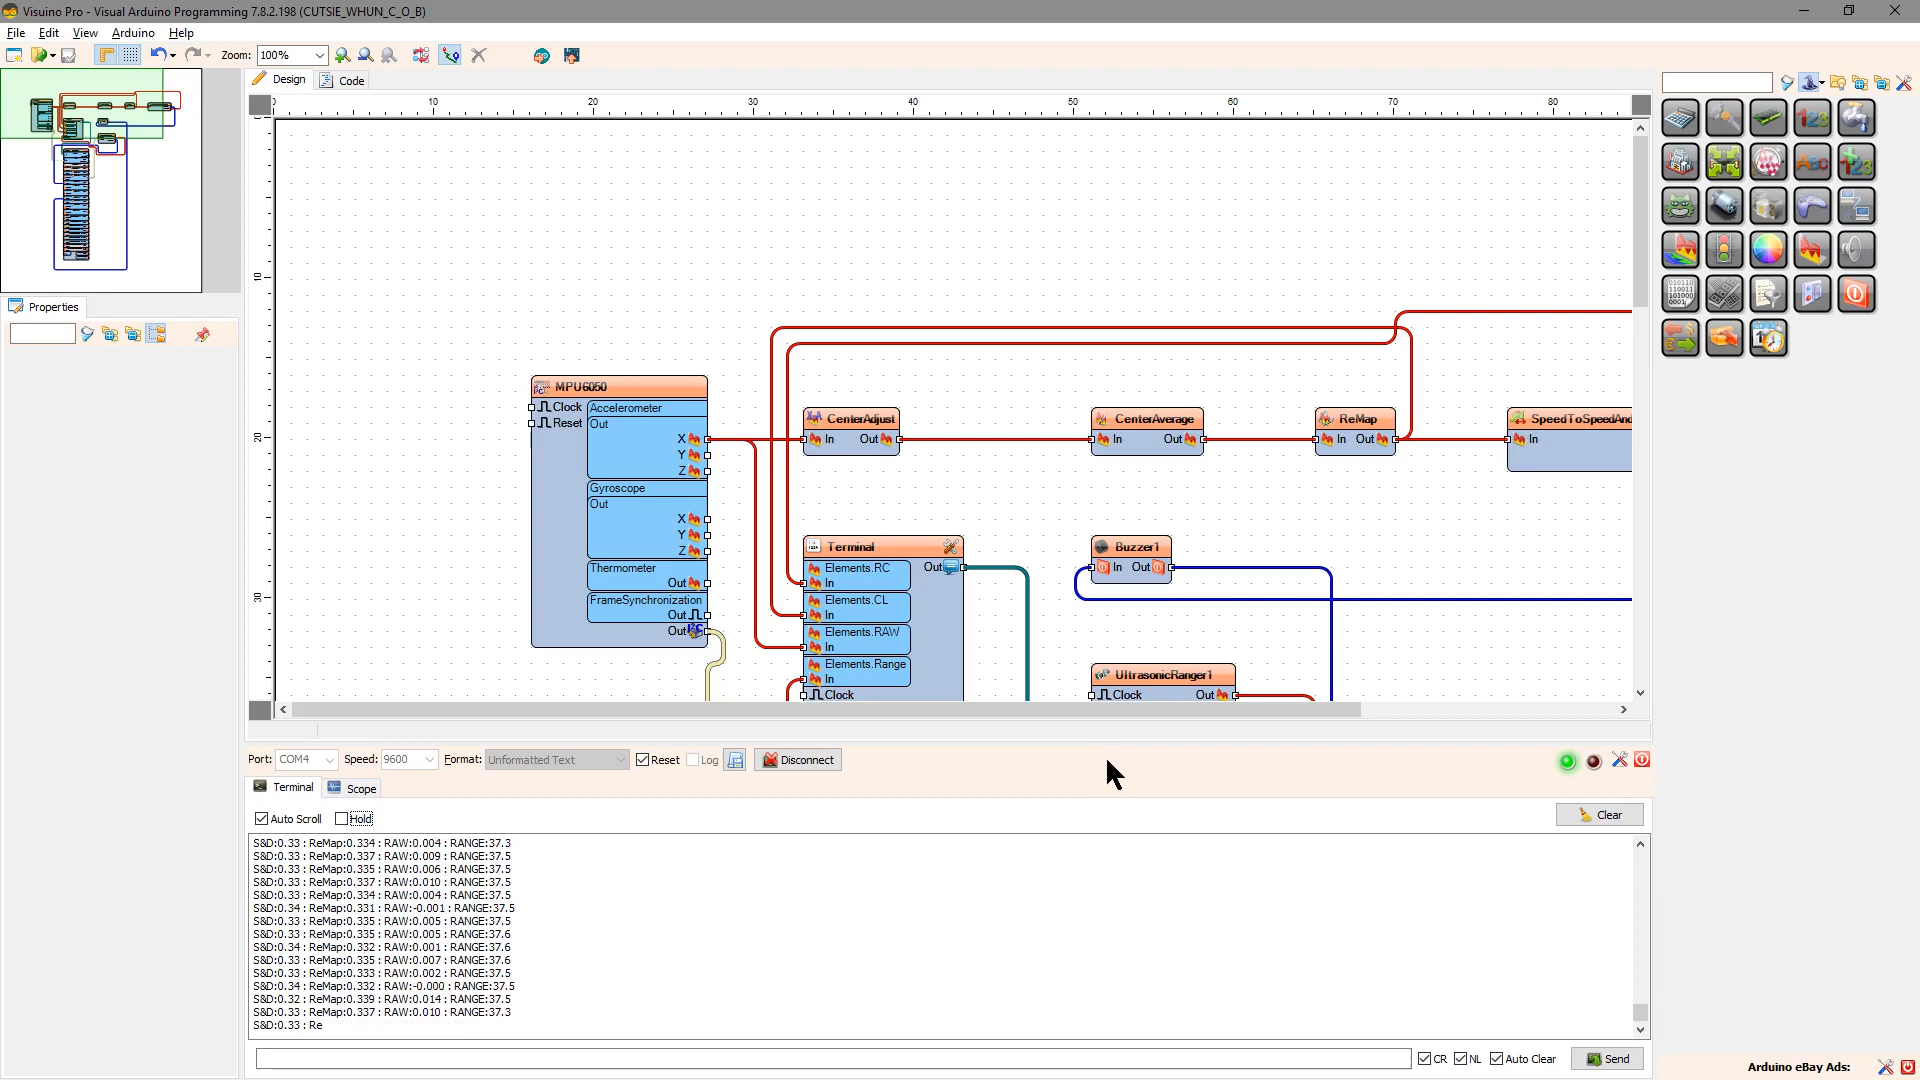 Visuino Pro - Visual Arduino Programming 7.8.2.198 (CUTSIE_WHUN_C_O_B)
File Edit View Arduino Help
Zoom: 100%
Design Code
Properties
10 20 30 40 50 60 70 80
10
20
30
MPU6050
Clock
Reset
Accelerometer
Out
X
Y
Z
Gyroscope
Out
X
Y
Z
Thermometer
Out
FrameSynchronization
Out
Out
CenterAdjust
In Out
CenterAverage
In Out
ReMap
In Out
SpeedToSpeedAnd
In
Terminal
Elements.RC
In
Out
Elements.CL
In
Elements.RAW
In
Elements.Range
In
Clock
Buzzer1
In Out
UltrasonicRanger1
Clock Out
Port: COM4 Speed: 9600 Format: Unformatted Text Reset Log Disconnect
Terminal Scope
Auto Scroll Hold Clear
S&D:0.33 : ReMap:0.334 : RAW:0.004 : RANGE:37.3
S&D:0.33 : ReMap:0.337 : RAW:0.009 : RANGE:37.5
S&D:0.33 : ReMap:0.335 : RAW:0.006 : RANGE:37.5
S&D:0.33 : ReMap:0.337 : RAW:0.010 : RANGE:37.5
S&D:0.33 : ReMap:0.334 : RAW:0.004 : RANGE:37.5
S&D:0.34 : ReMap:0.331 : RAW:-0.001 : RANGE:37.5
S&D:0.33 : ReMap:0.335 : RAW:0.005 : RANGE:37.5
S&D:0.33 : ReMap:0.335 : RAW:0.005 : RANGE:37.6
S&D:0.34 : ReMap:0.332 : RAW:0.001 : RANGE:37.6
S&D:0.33 : ReMap:0.335 : RAW:0.007 : RANGE:37.6
S&D:0.33 : ReMap:0.333 : RAW:0.002 : RANGE:37.5
S&D:0.34 : ReMap:0.332 : RAW:-0.000 : RANGE:37.5
S&D:0.32 : ReMap:0.339 : RAW:0.014 : RANGE:37.5
S&D:0.33 : ReMap:0.337 : RAW:0.010 : RANGE:37.3
S&D:0.33 : Re
CR NL Auto Clear Send
Arduino eBay Ads: